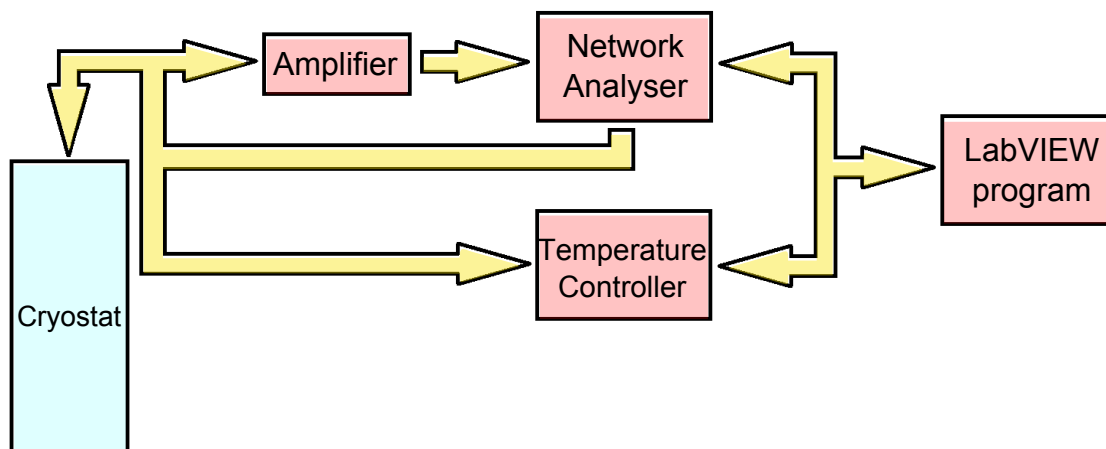 Amplifier
Network
Analyser
LabVIEW
program
Temperature
Controller
Cryostat